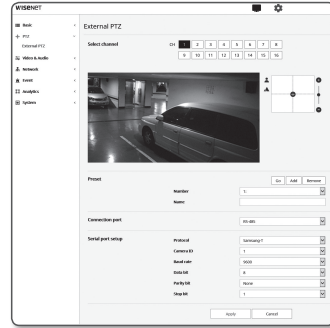 WISENET
Basic
PTZ
External PTZ
Video & Audio
Network
Event
Analytics
System
External PTZ
Select channel
CH 1 2 3 4 5 6 7 8
9 10 11 12 13 14 15 16
Preset
Go Add Remove
Number 1.
Name
Connection port
RS-485
Serial port setup
Protocol Samsung-T
Camera ID 1
Baud rate 9600
Data bit 8
Parity bit None
Stop bit 1
Apply Cancel